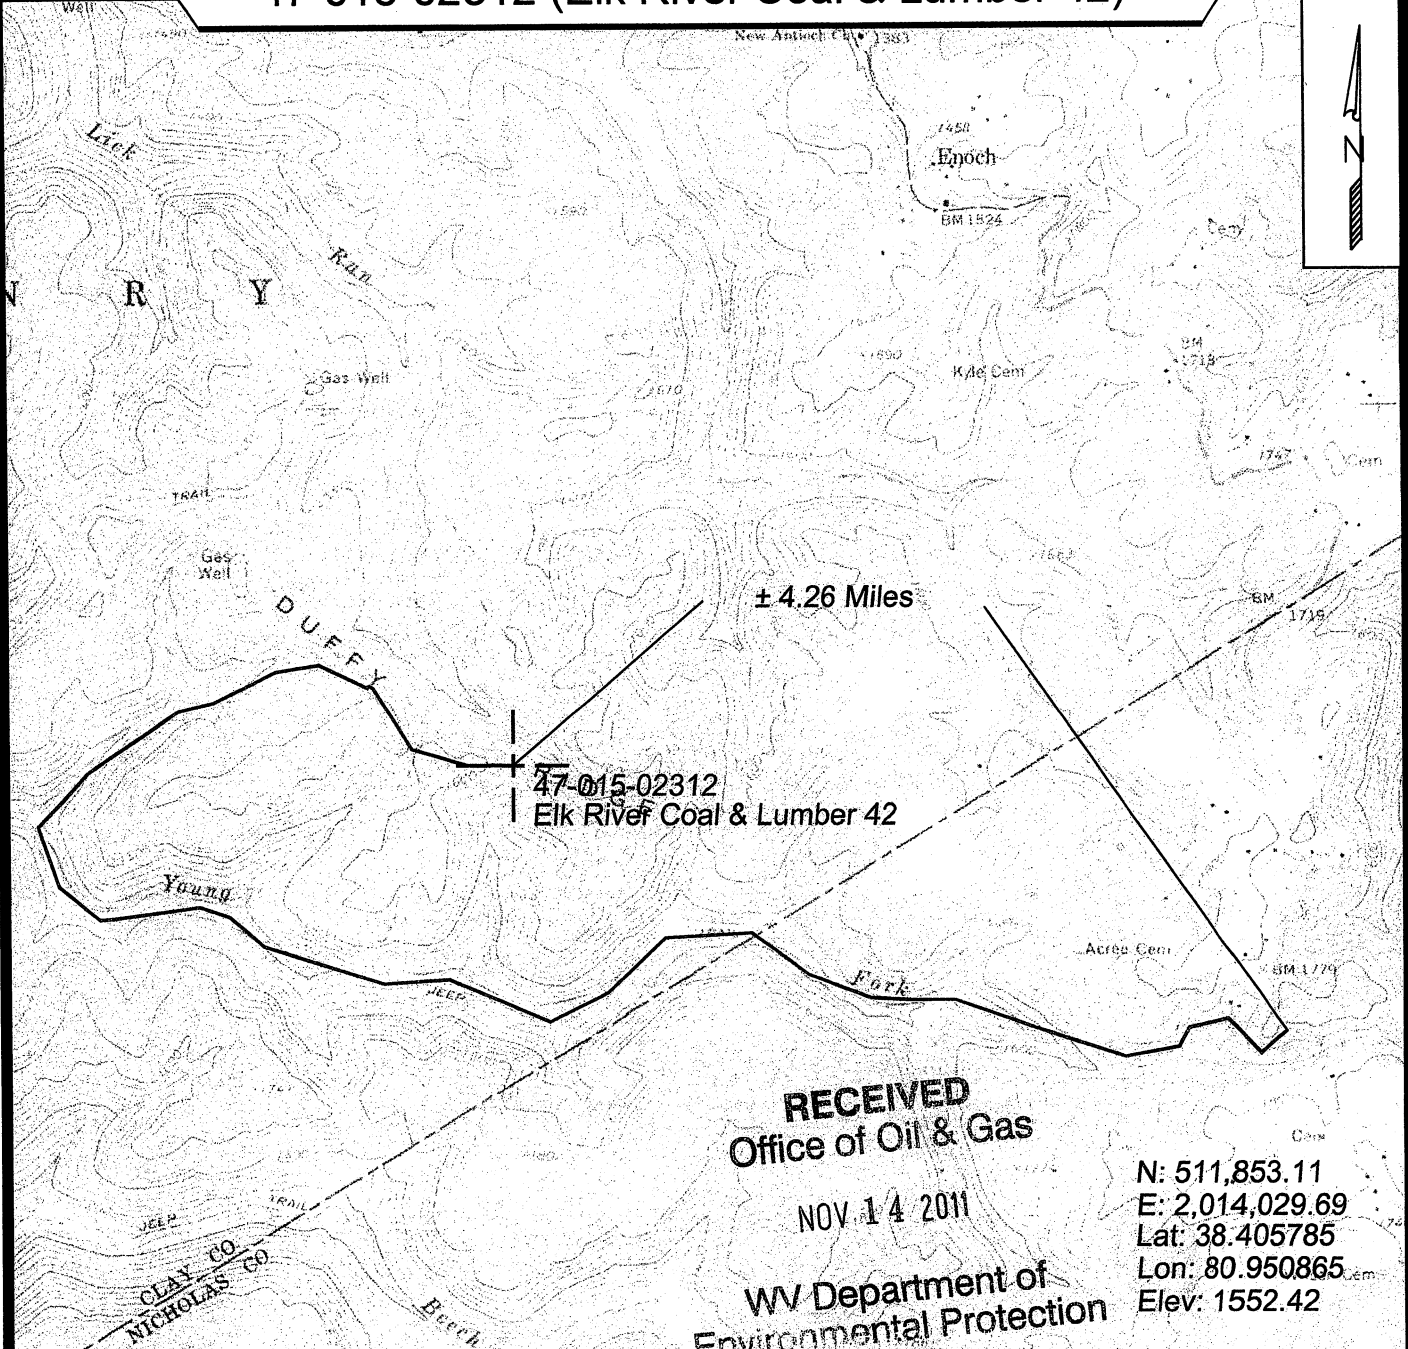 47-015-02312 (Elk River Coal & Lumber 42)
Well
New Antioch Ch 1383
1458
Enoch
BM 1524
Lick
Run
N R Y
N
Cem
Gas Well
1590
Kyle Cem
BM
1718
1747
Cem
TRAIL
Gas
Well
DUFFY
± 4.26 Miles
BM
1719
47-015-02312
Elk River Coal & Lumber 42
Young
JEEP
Fork
Acree Cem
BM 1779
RECEIVED
Office of Oil & Gas
NOV 14 2011
WV Department of
Environmental Protection
Cem
N: 511,853.11
E: 2,014,029.69
Lat: 38.405785
Lon: 80.950865
Elev: 1552.42
Cem
TRAIL
JEEP
CLAY CO
NICHOLAS CO
Beech